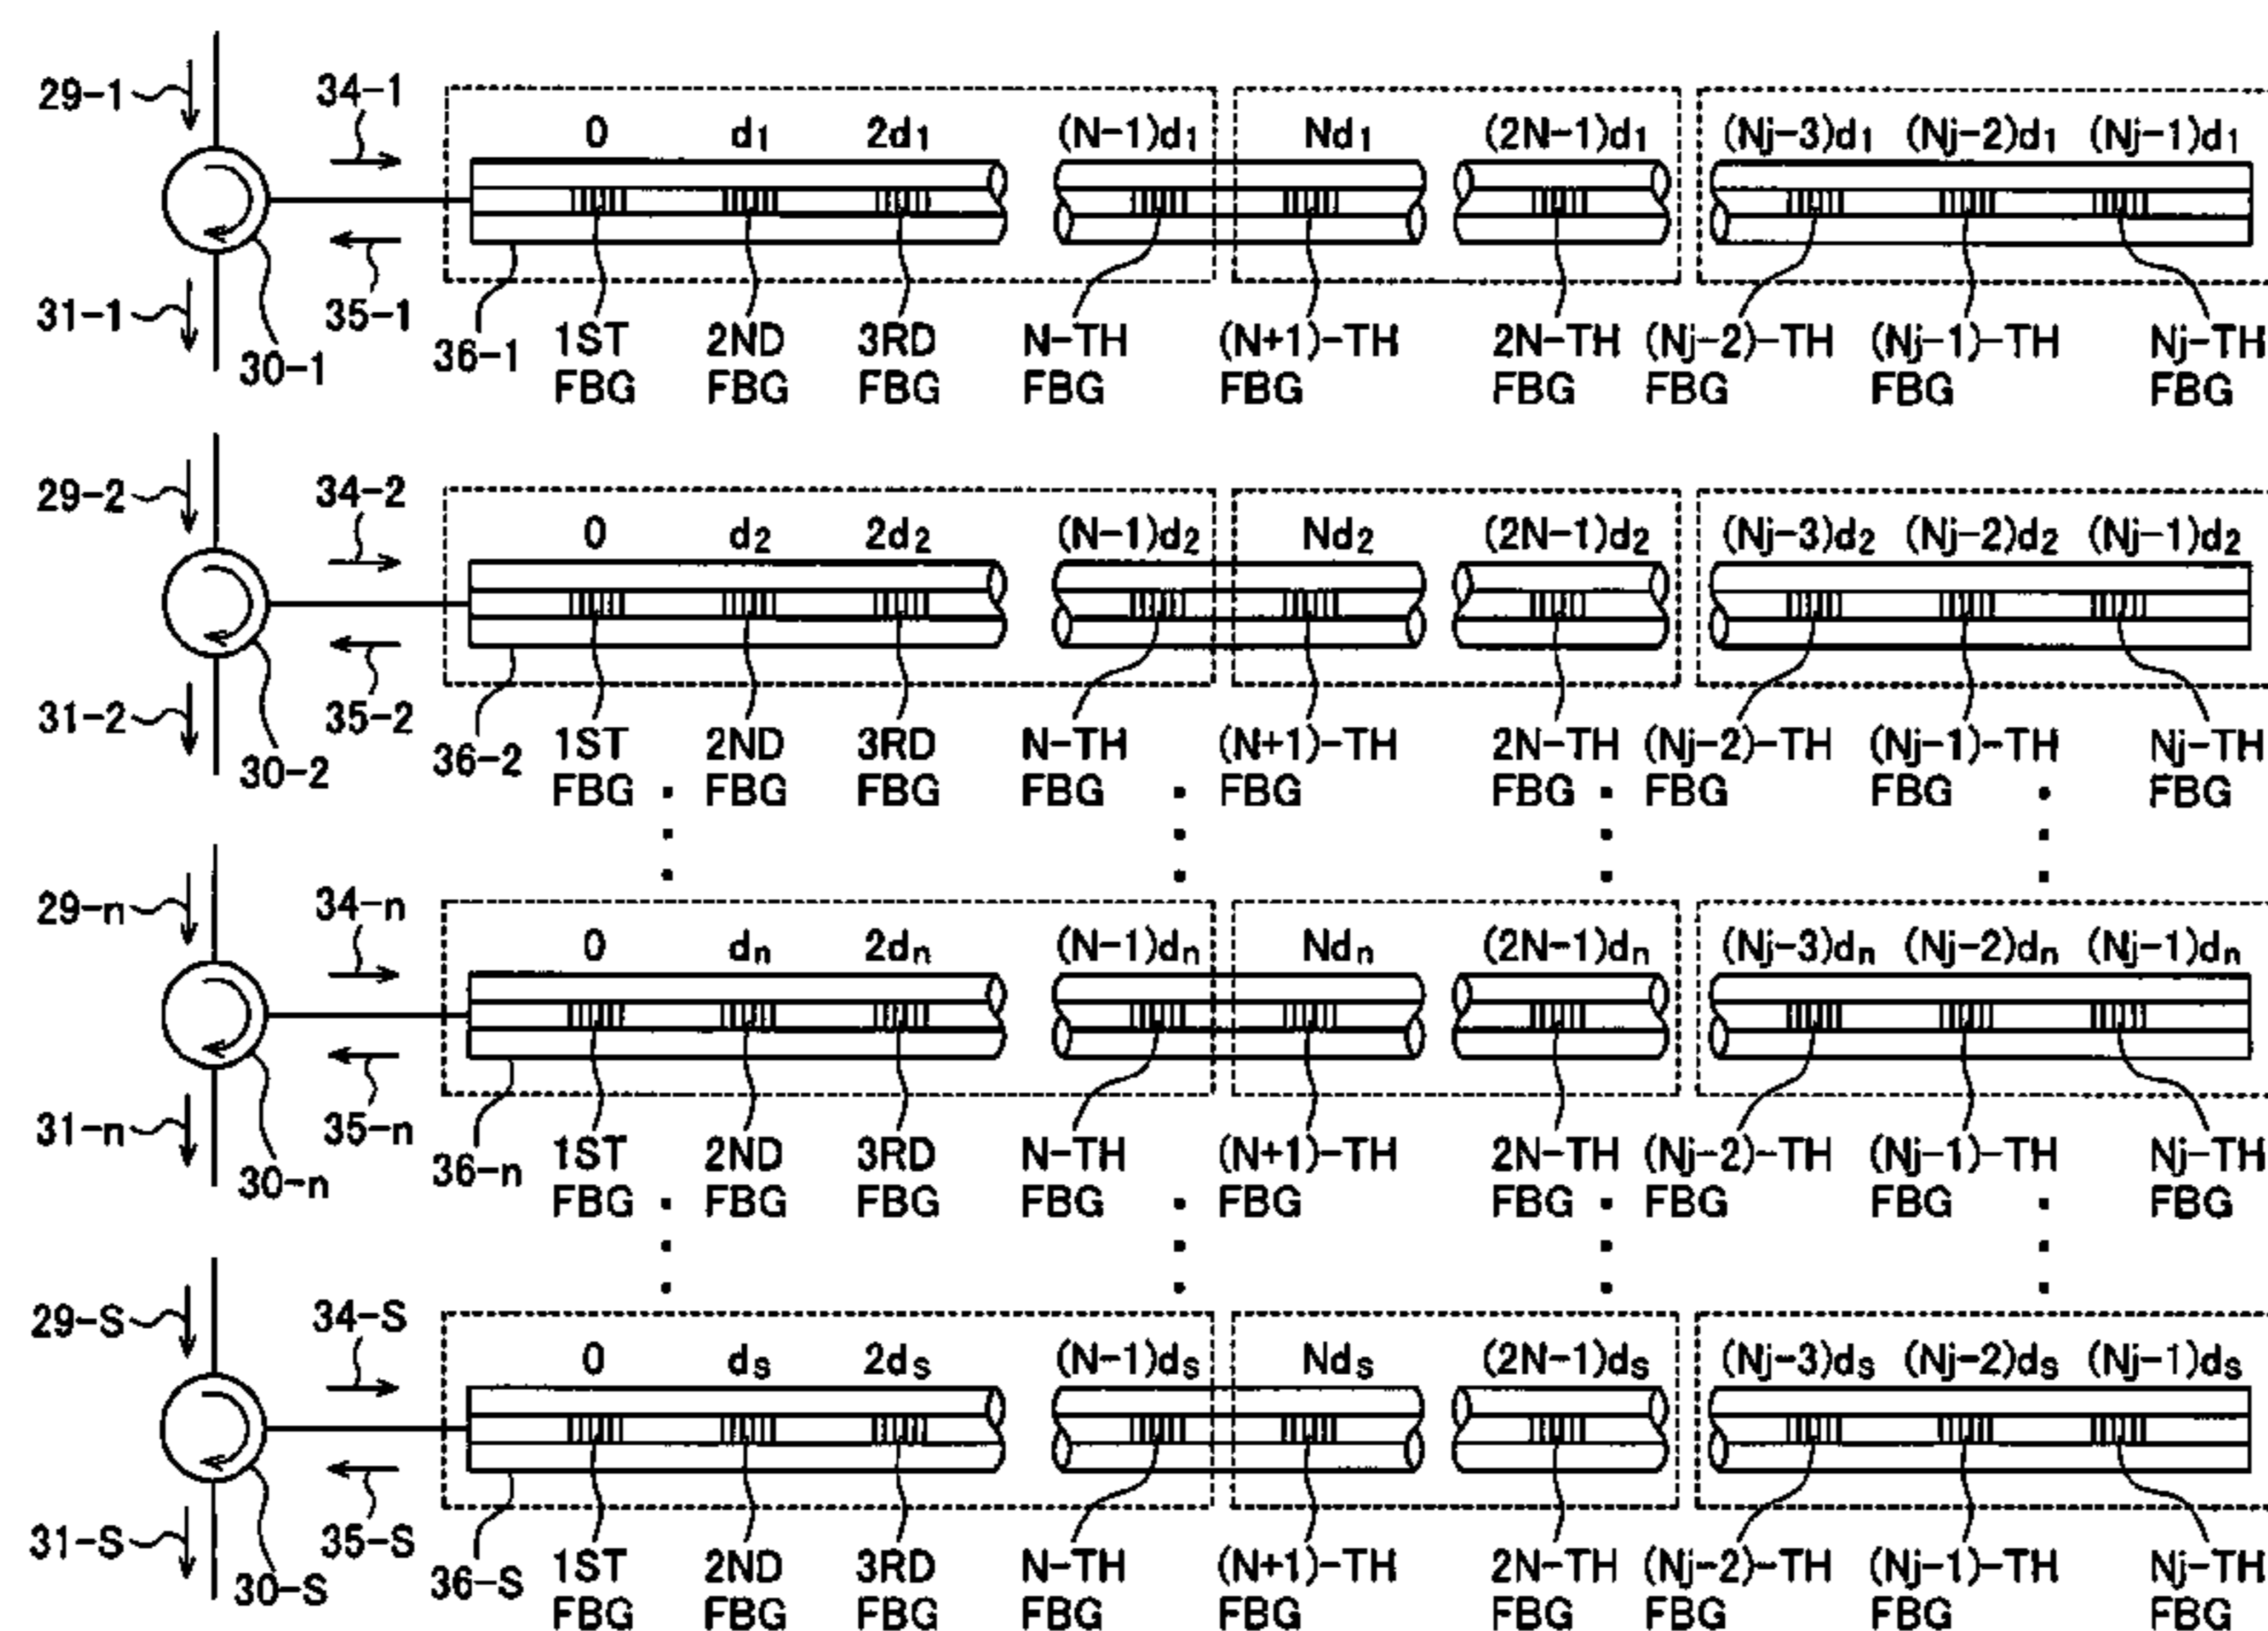 29-1
34-1
0 d1 2d1 (N-1)d1 Nd1 (2N-1)d1 (Nj-3)d1 (Nj-2)d1 (Nj-1)d1
31-1
35-1
30-1
36-1
1ST FBG
2ND FBG
3RD FBG
N-TH FBG
(N+1)-TH FBG
2N-TH FBG
(Nj-2)-TH FBG
(Nj-1)-TH FBG
Nj-TH FBG
29-2
34-2
0 d2 2d2 (N-1)d2 Nd2 (2N-1)d2 (Nj-3)d2 (Nj-2)d2 (Nj-1)d2
31-2
35-2
30-2
36-2
1ST FBG
2ND FBG
3RD FBG
N-TH FBG
(N+1)-TH FBG
2N-TH FBG
(Nj-2)-TH FBG
(Nj-1)-TH FBG
Nj-TH FBG
29-n
34-n
0 dn 2dn (N-1)dn Ndn (2N-1)dn (Nj-3)dn (Nj-2)dn (Nj-1)dn
31-n
35-n
30-n
36-n
1ST FBG
2ND FBG
3RD FBG
N-TH FBG
(N+1)-TH FBG
2N-TH FBG
(Nj-2)-TH FBG
(Nj-1)-TH FBG
Nj-TH FBG
29-S
34-S
0 dS 2dS (N-1)dS NdS (2N-1)dS (Nj-3)dS (Nj-2)dS (Nj-1)dS
31-S
35-S
30-S
36-S
1ST FBG
2ND FBG
3RD FBG
N-TH FBG
(N+1)-TH FBG
2N-TH FBG
(Nj-2)-TH FBG
(Nj-1)-TH FBG
Nj-TH FBG